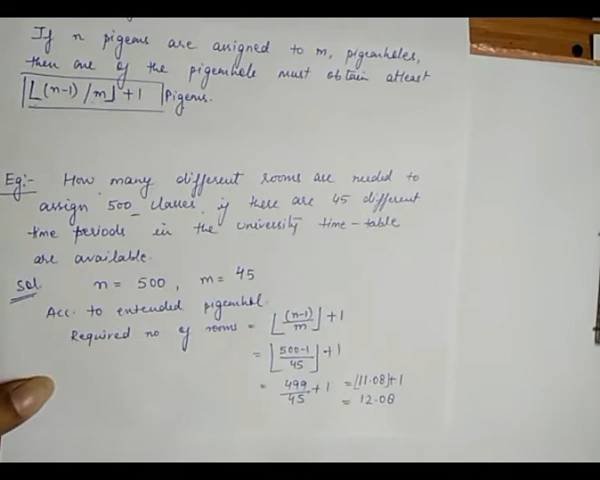 If n pigeons are assigned to m, pigeonholes,
then one of the pigeonhole must obtain atleast
⌊(n-1)/m⌋ +1 Pigeons.
Eg:- How many different rooms are needed to
assign 500 classes, if there are 45 different
time periods in the university time-table
are available.
Sol n = 500, m = 45
Acc. to extended pigeonhol.
Required no of rooms = ⌊(n-1)/m⌋ +1
= ⌊500-1/45⌋ +1
= 499/45 +1 = ⌊11.08⌋+1
= 12.08